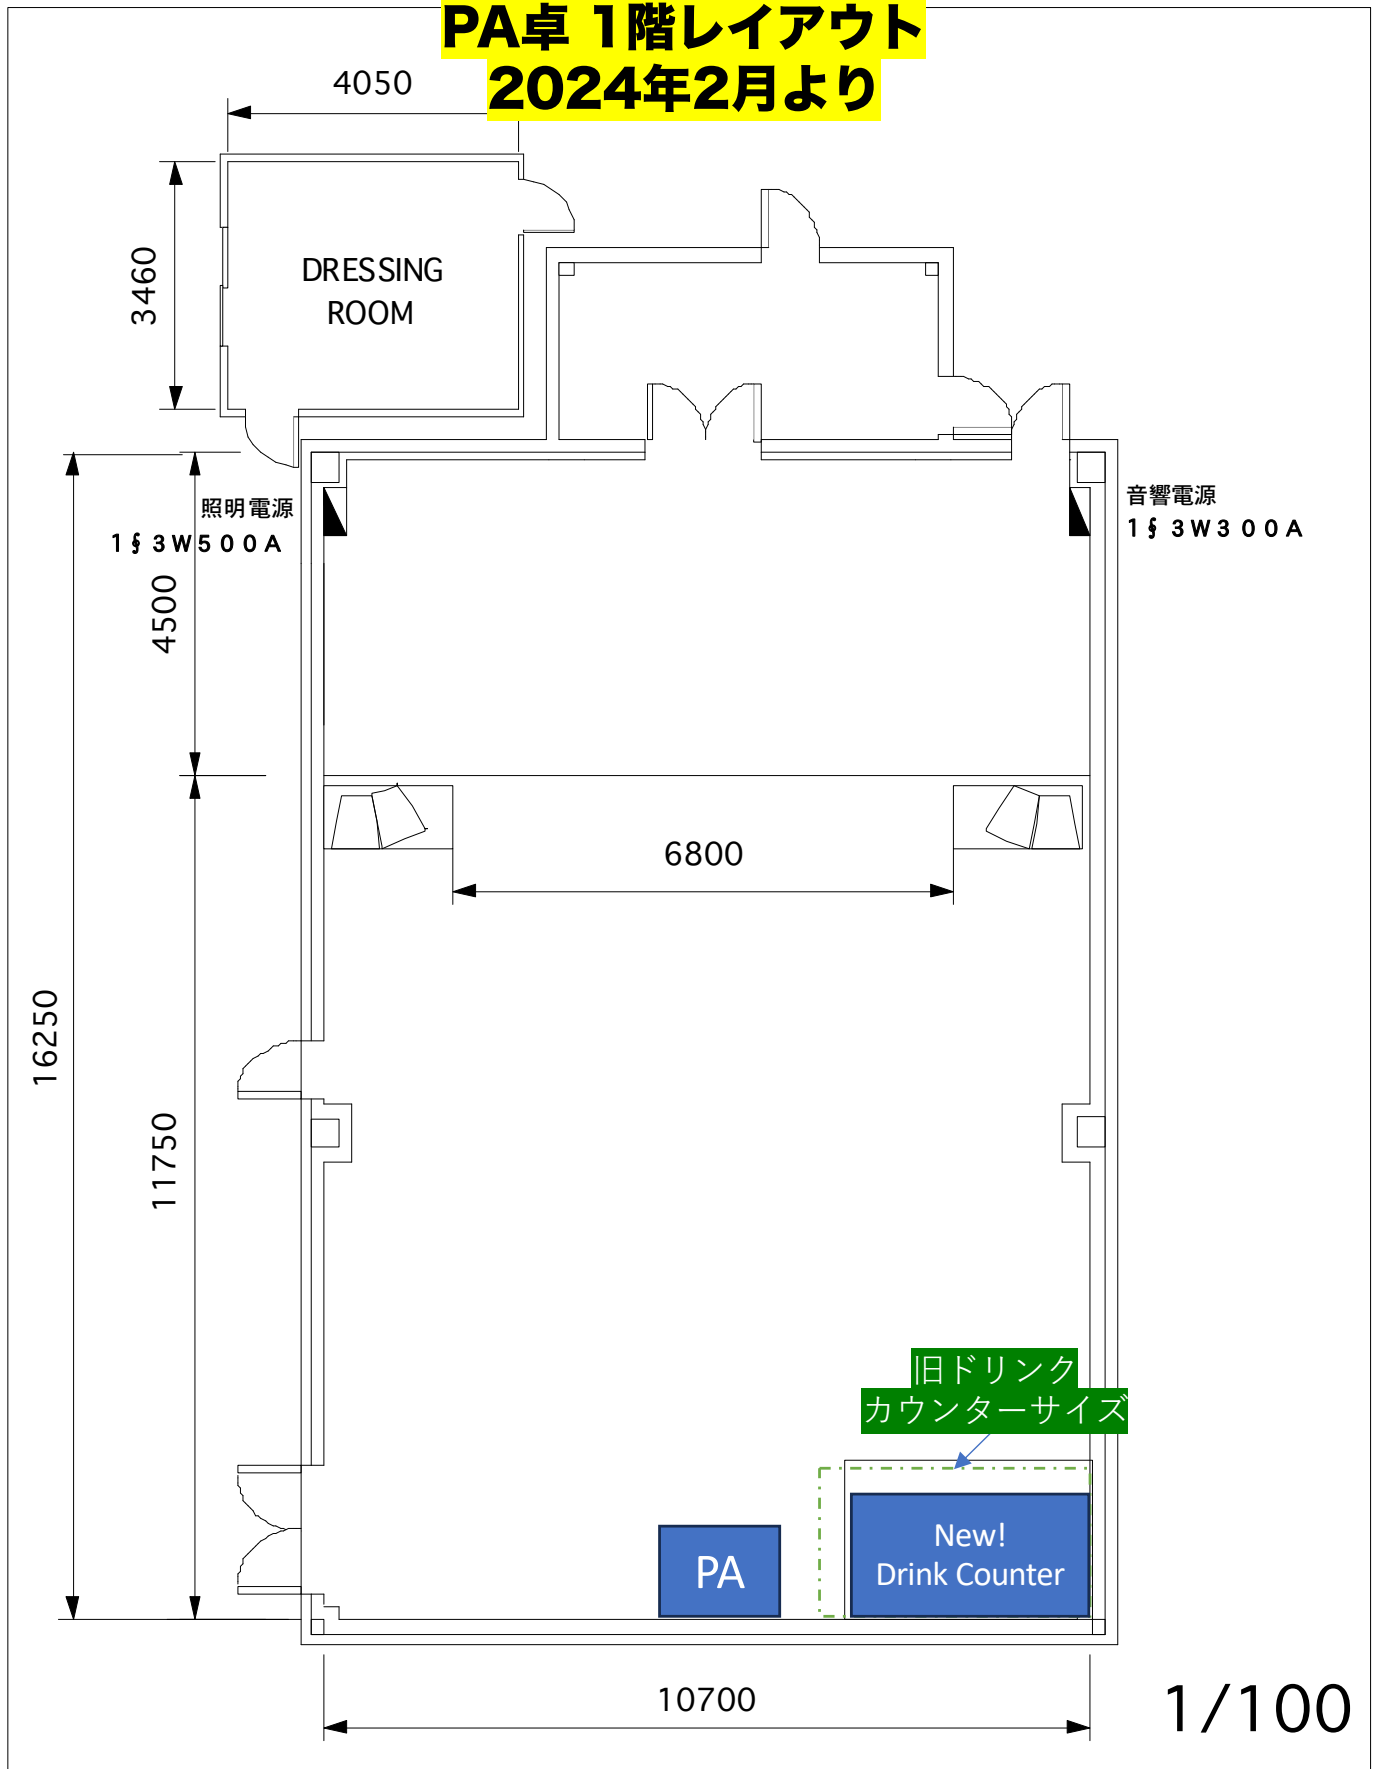 PA卓 1階レイアウト
2024年2月より
4050
3460
DRESSING
ROOM
照明電源
1∮3W500A
音響電源
1∮3W300A
4500
6800
16250
11750
旧ドリンク
カウンターサイズ
New!
Drink Counter
PA
10700
1/100